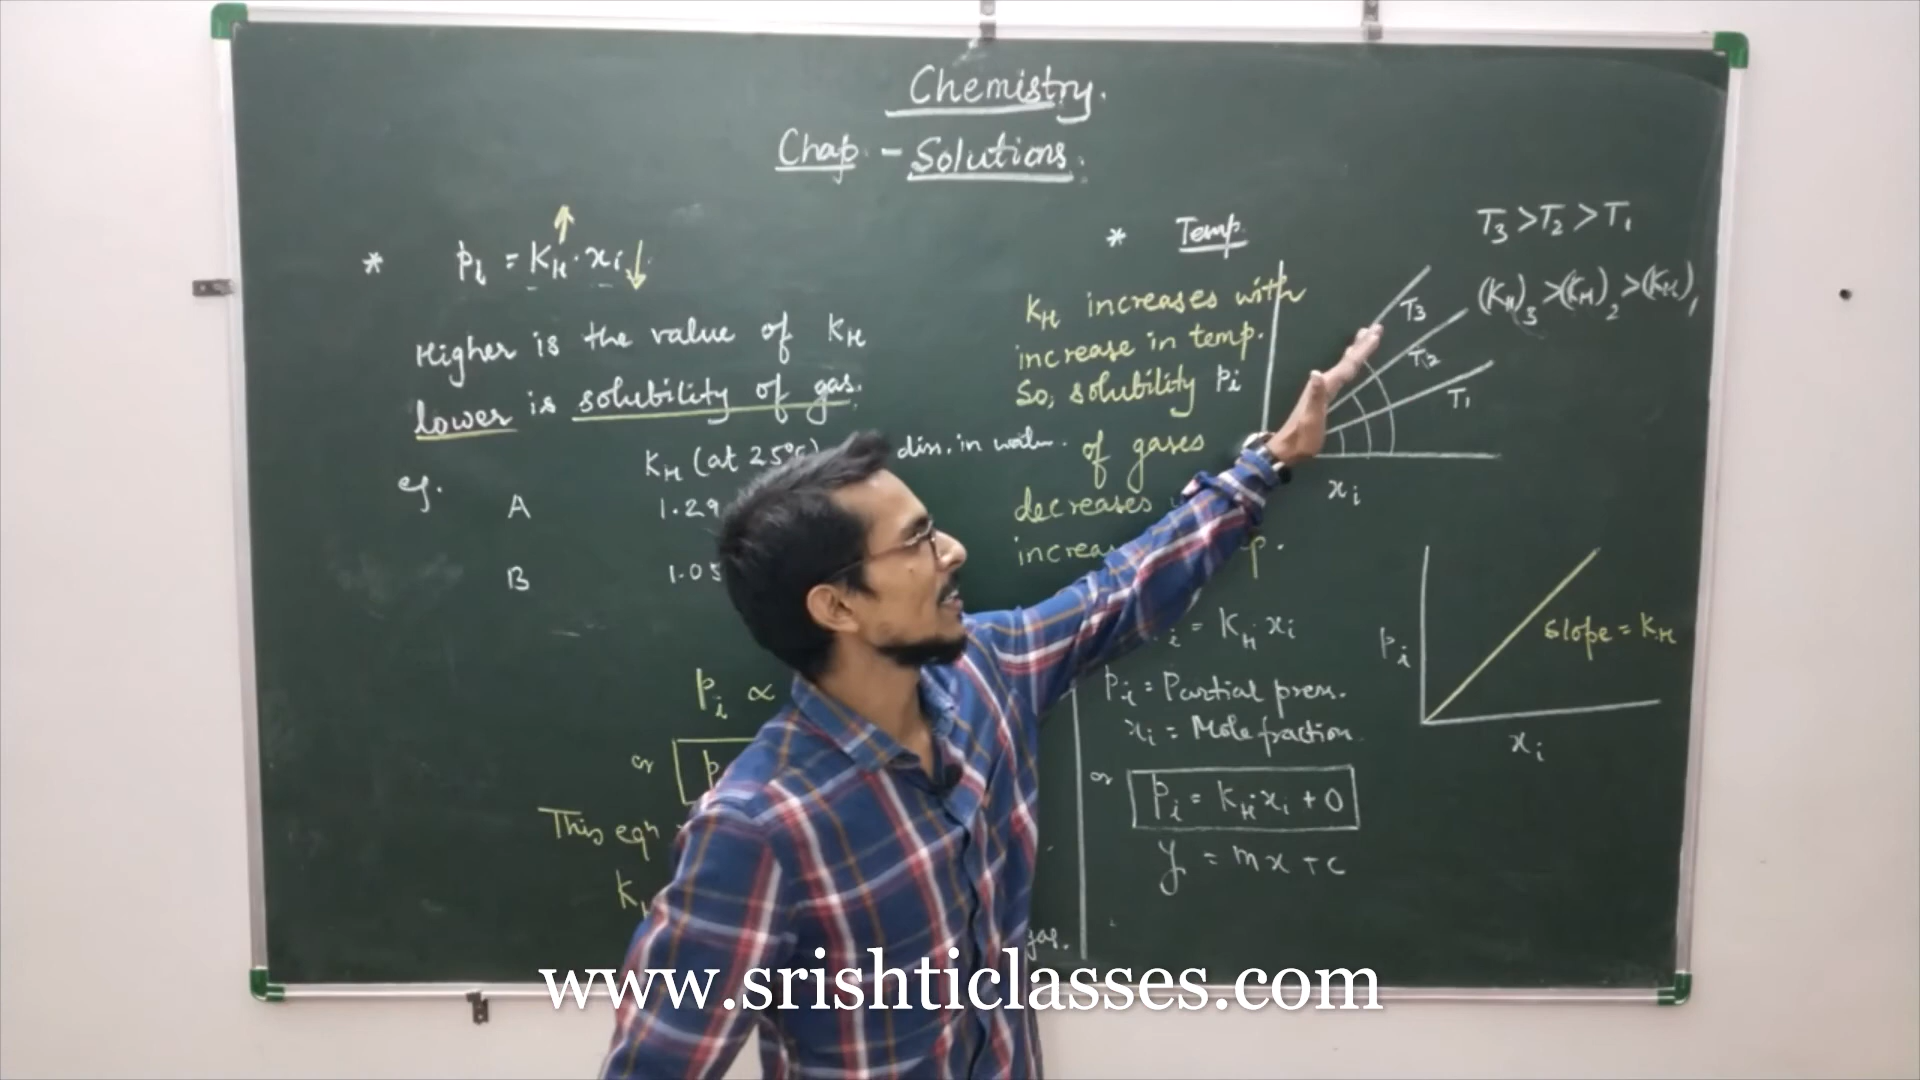 Chemistry.
Chap - Solutions.
* pi = KH · xi
Higher is the value of KH
lower is solubility of gas.
KH (at 25°C) diss. in water.
eg.
A 1.29
B 1.05
pi ∝
or p
This eqn
K
gas.
* Temp
KH increases with
increase in temp.
So, solubility
of gases
decreases
T3 > T2 > T1
(KH)3 > (KH)2 > (KH)1
T3
T2
T1
pi
xi
i = KH · xi
pi = Partial press.
xi = Mole fraction
or pi = KH · xi + 0
y = mx + c
slope = KH
pi
xi
www.srishticlasses.com